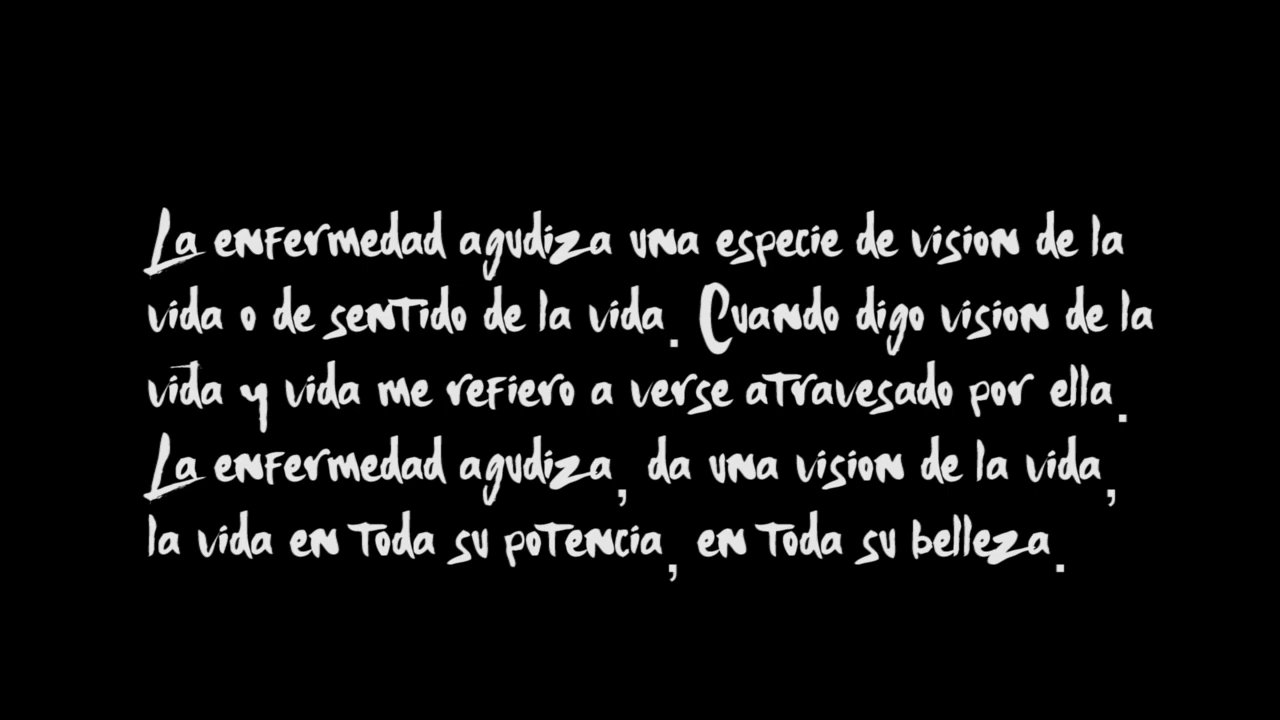 La enfermedad agudiza una especie de vision de la
vida o de sentido de la vida. Cuando digo vision de la
vida y vida me refiero a verse atravesado por ella.
La enfermedad agudiza, da una vision de la vida,
la vida en toda su potencia, en toda su belleza.